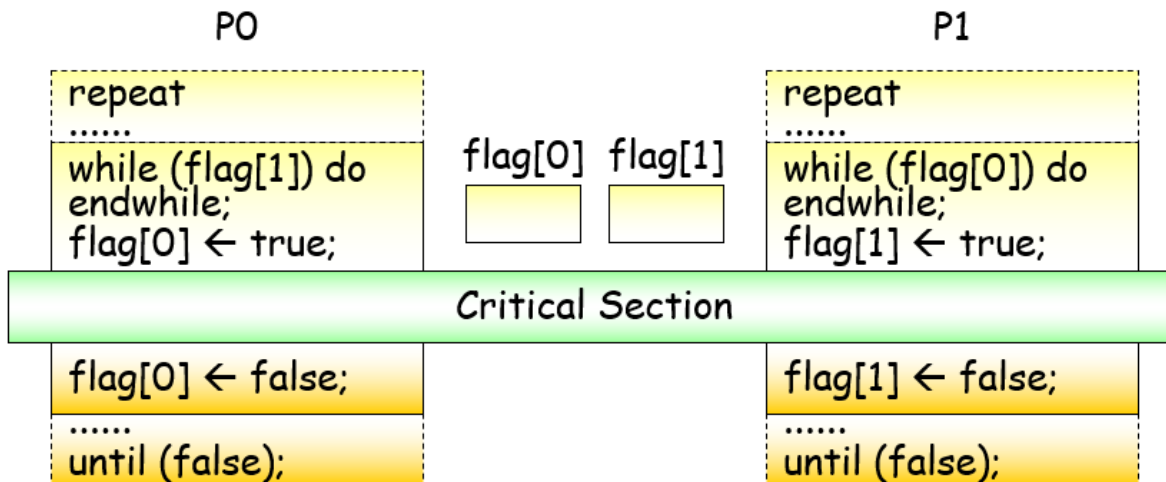 P0
P1
repeat
......
while (flag[1]) do
endwhile;
flag[0] ← true;
flag[0] flag[1]
repeat
......
while (flag[0]) do
endwhile;
flag[1] ← true;
Critical Section
flag[0] ← false;
......
until (false);
flag[1] ← false;
......
until (false);